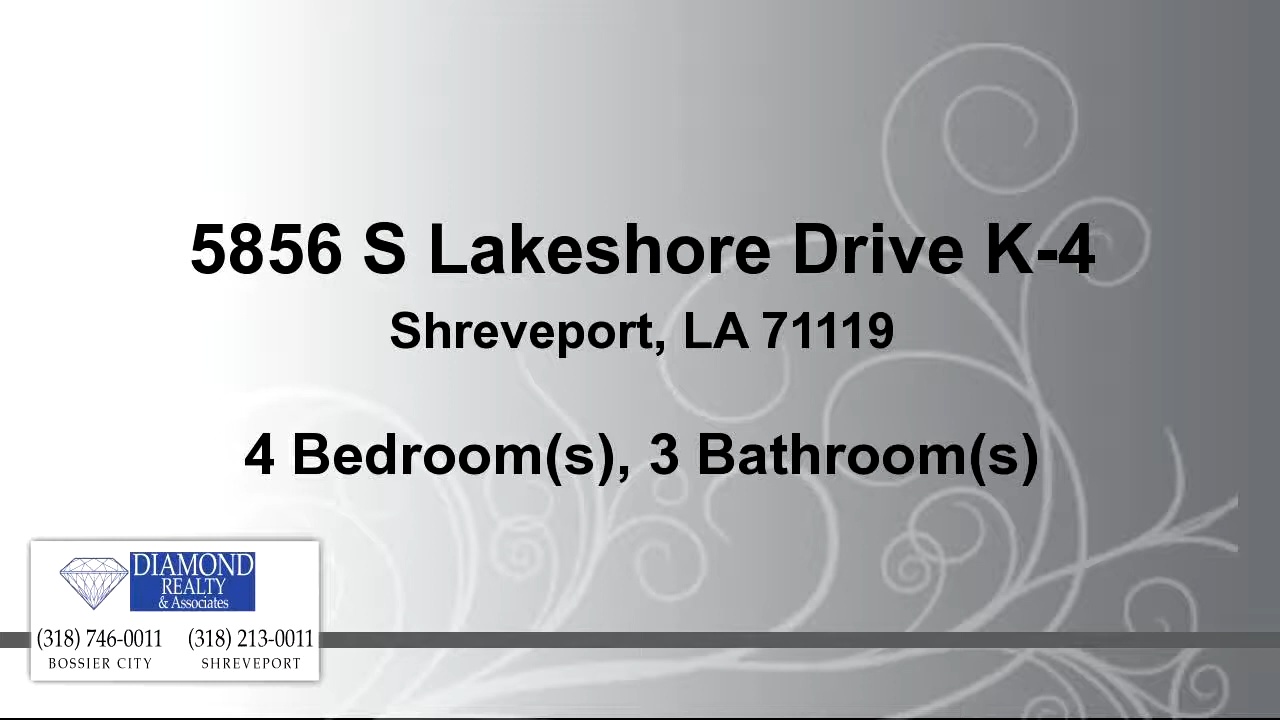 5856 S Lakeshore Drive K-4
Shreveport, LA 71119
4 Bedroom(s), 3 Bathroom(s)
DIAMOND
REALTY
& Associates
(318) 746-0011 (318) 213-0011
BOSSIER CITY SHREVEPORT